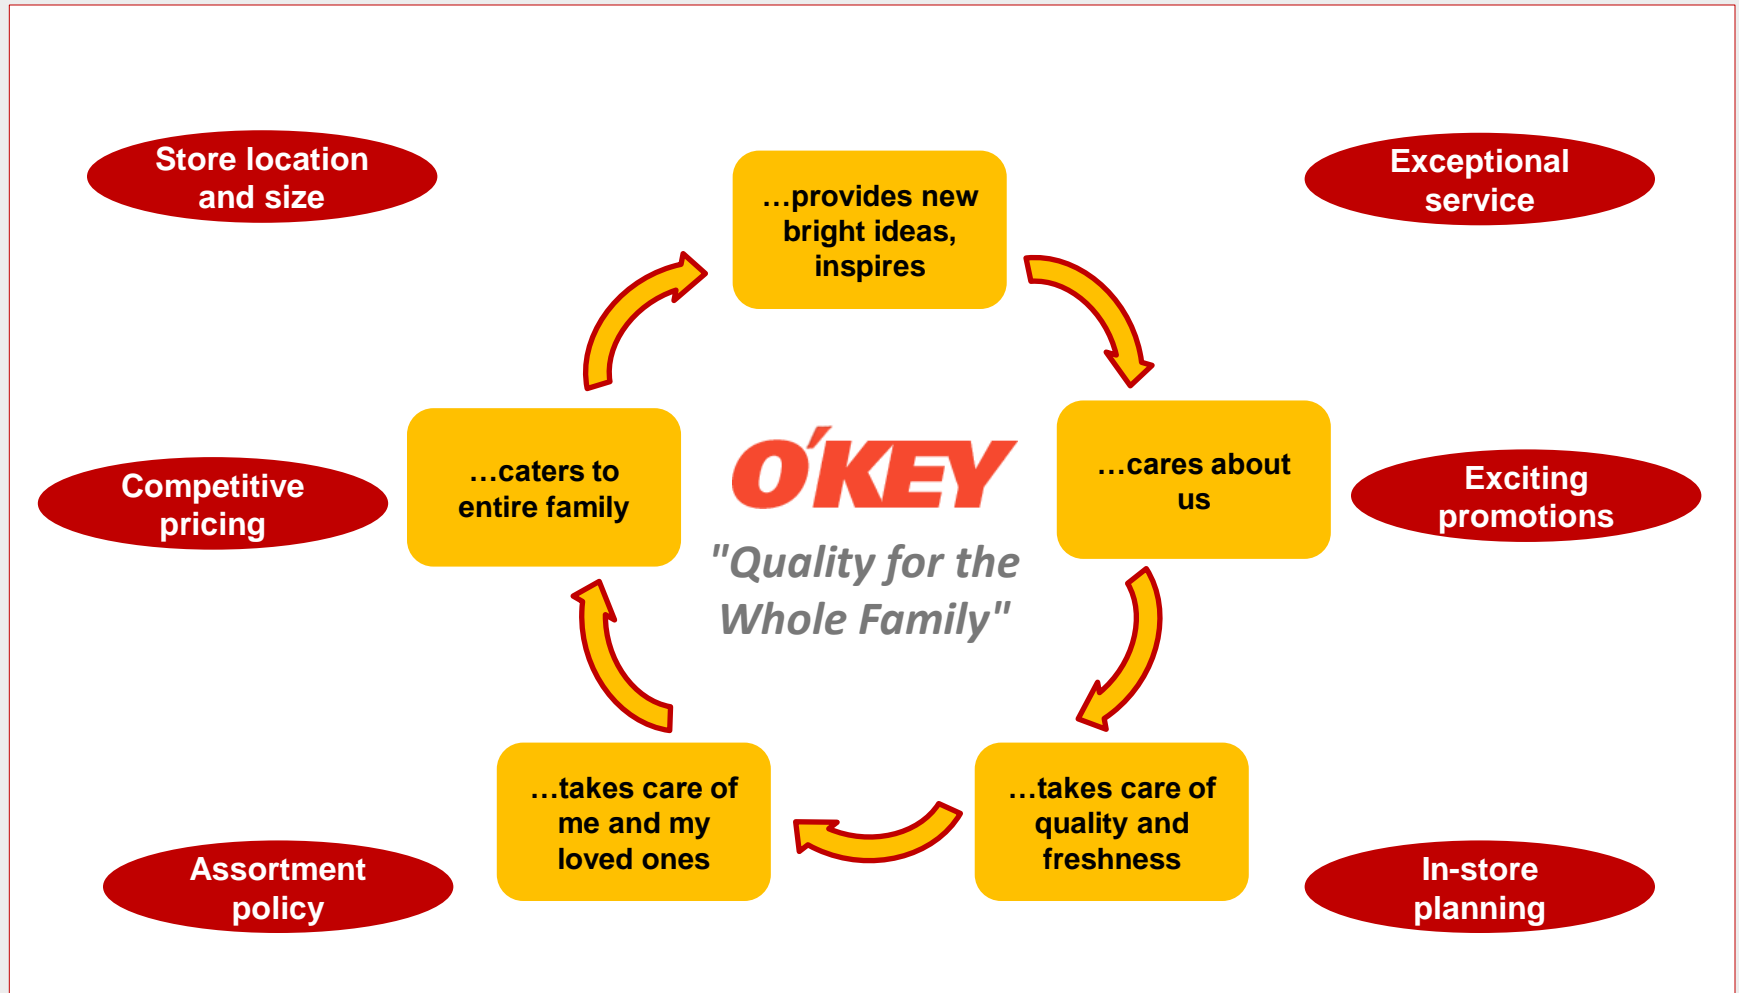 Store location
and size
…provides new
bright ideas,
inspires
Exceptional
service
…caters to
entire family
O'KEY
"Quality for the
Whole Family"
…cares about
us
Competitive
pricing
Exciting
promotions
…takes care of
me and my
loved ones
…takes care of
quality and
freshness
Assortment
policy
In-store
planning